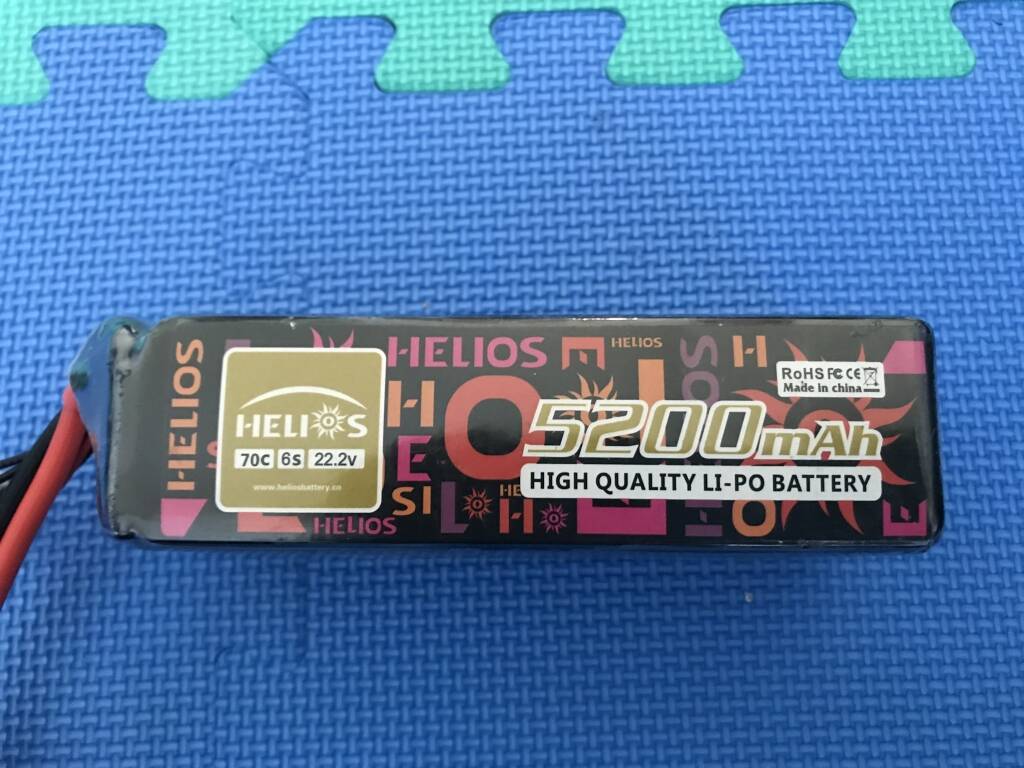 HELIOS
HELIOS
HELIOS
HELIOS
70C 6S 22.2v
www.heliosbattery.cn
RoHS FC CE
Made in china
5200mAh
HIGH QUALITY LI-PO BATTERY
HELIOS